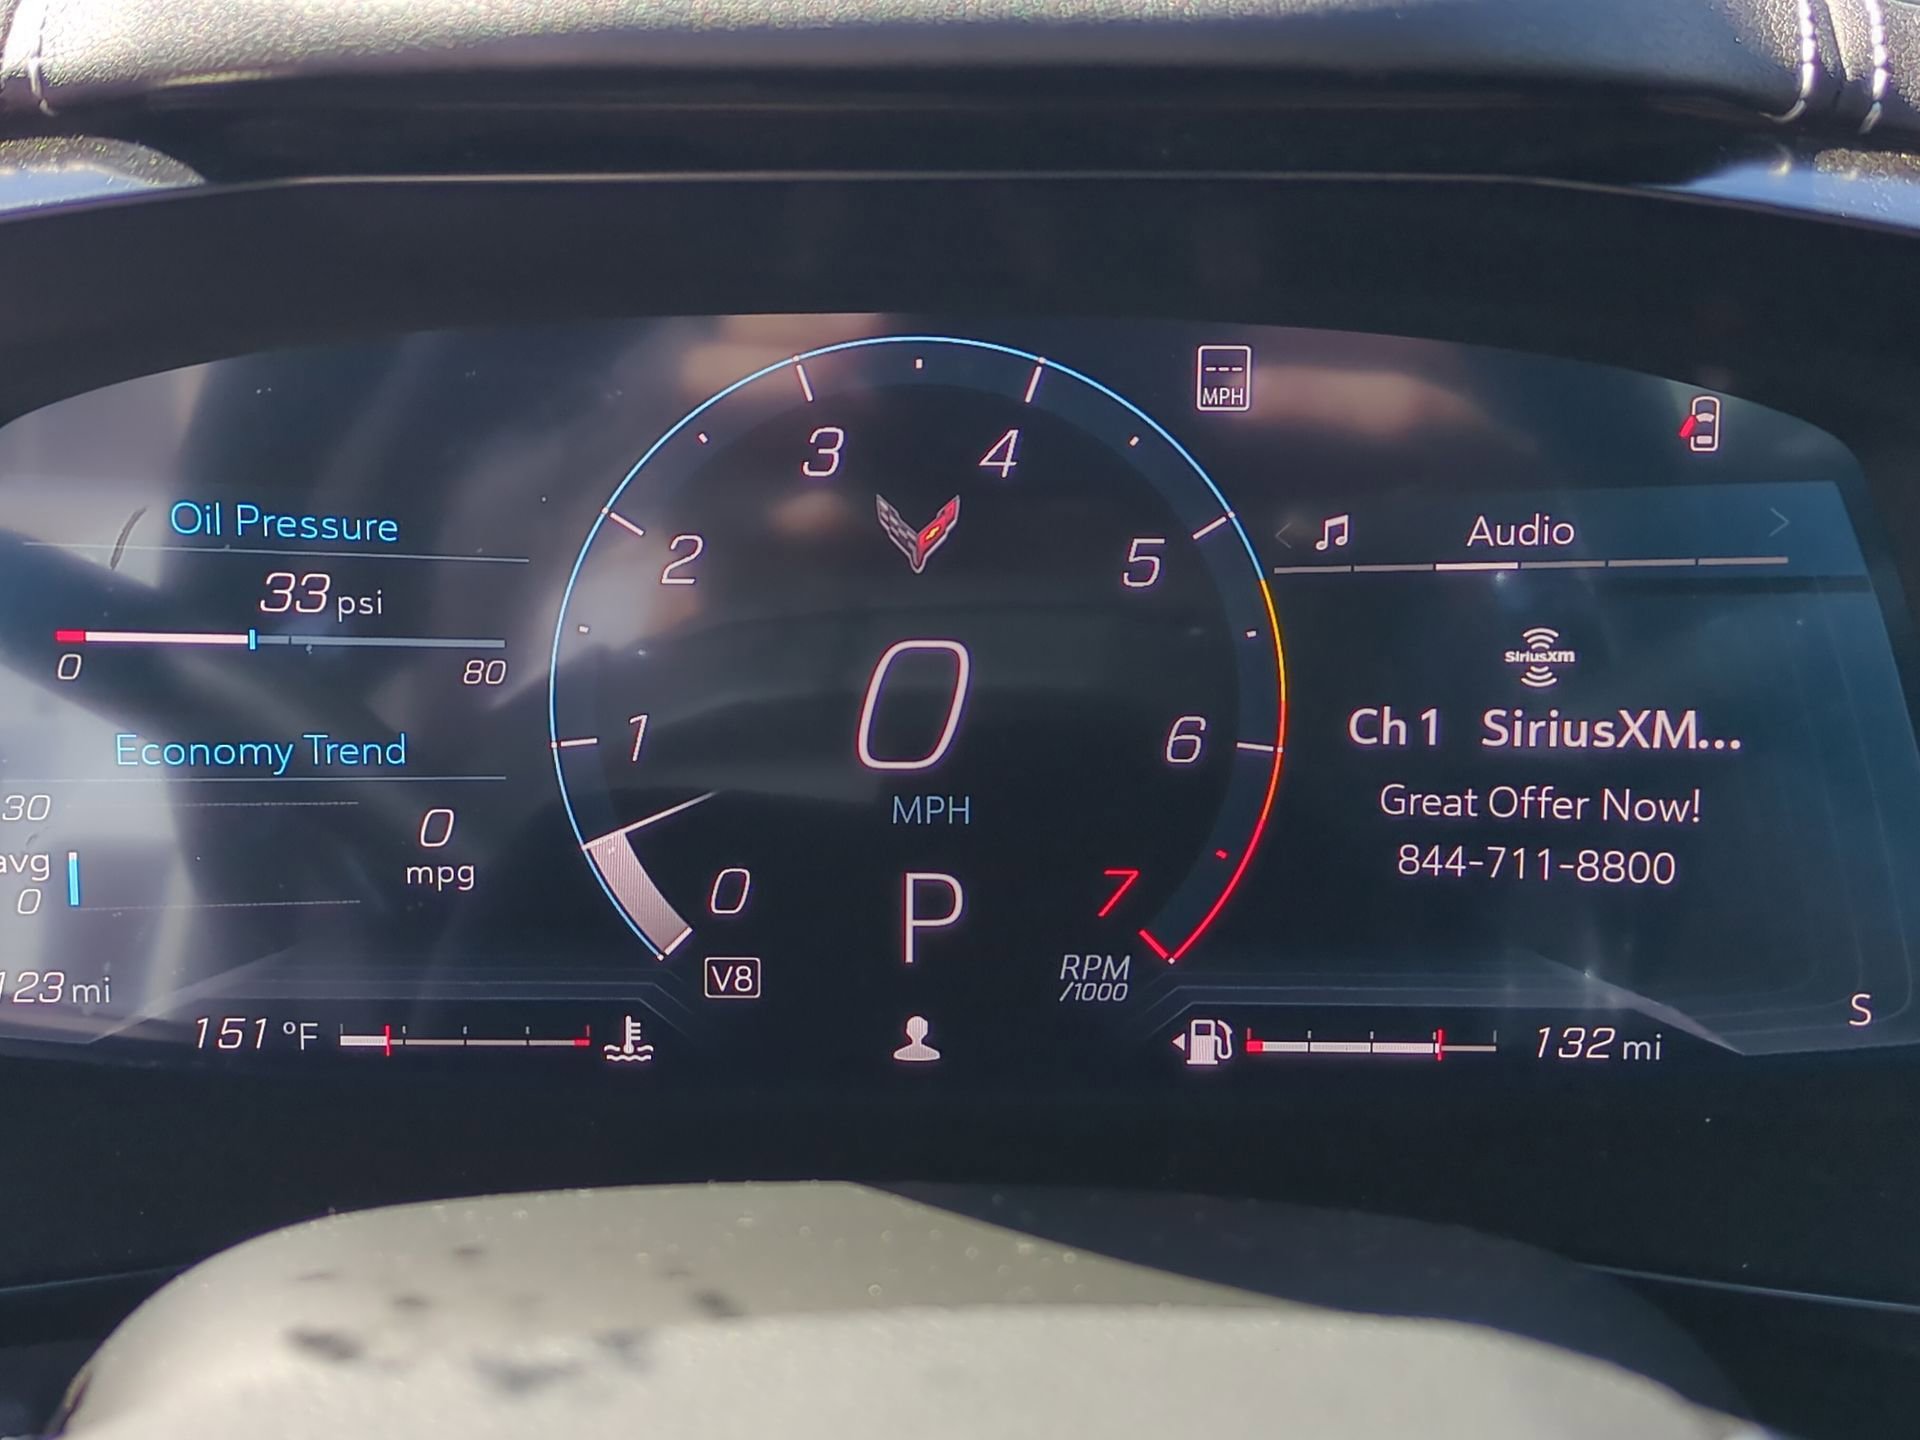 ---
MPH
3 4
2 5
1 6
0 7
0
MPH
P
V8
RPM
/1000
Oil Pressure
33 psi
0 80
Economy Trend
30
avg
0
0
mpg
123 mi
151 °F
Audio
SiriusXM
Ch 1 SiriusXM...
Great Offer Now!
844-711-8800
S
132 mi